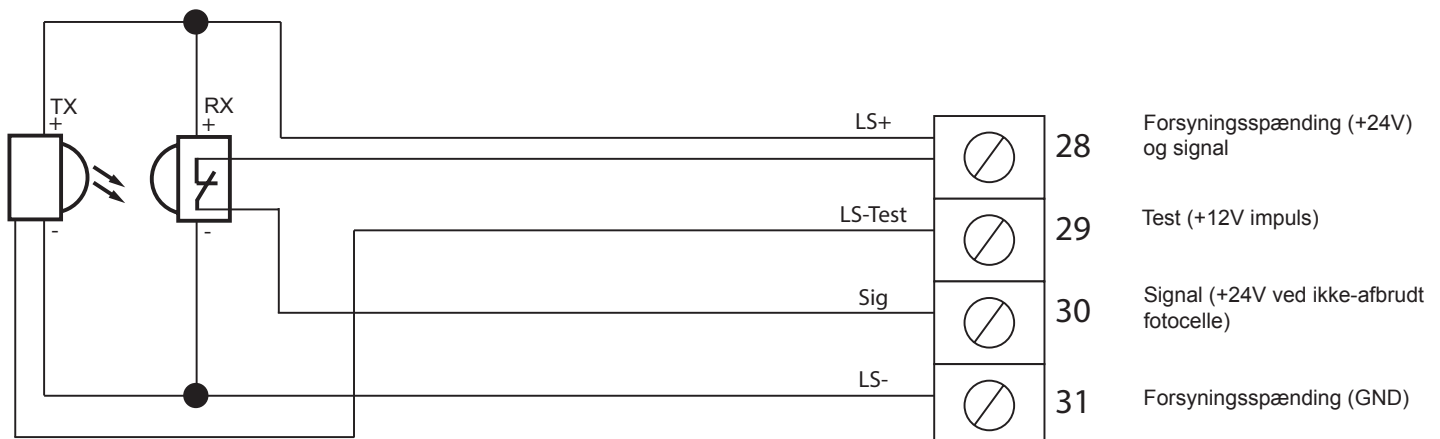 TX
+
-
RX
+
-
LS+
28
Forsyningsspænding (+24V)
og signal
LS-Test
29
Test (+12V impuls)
Sig
30
Signal (+24V ved ikke-afbrudt
fotocelle)
LS-
31
Forsyningsspænding (GND)